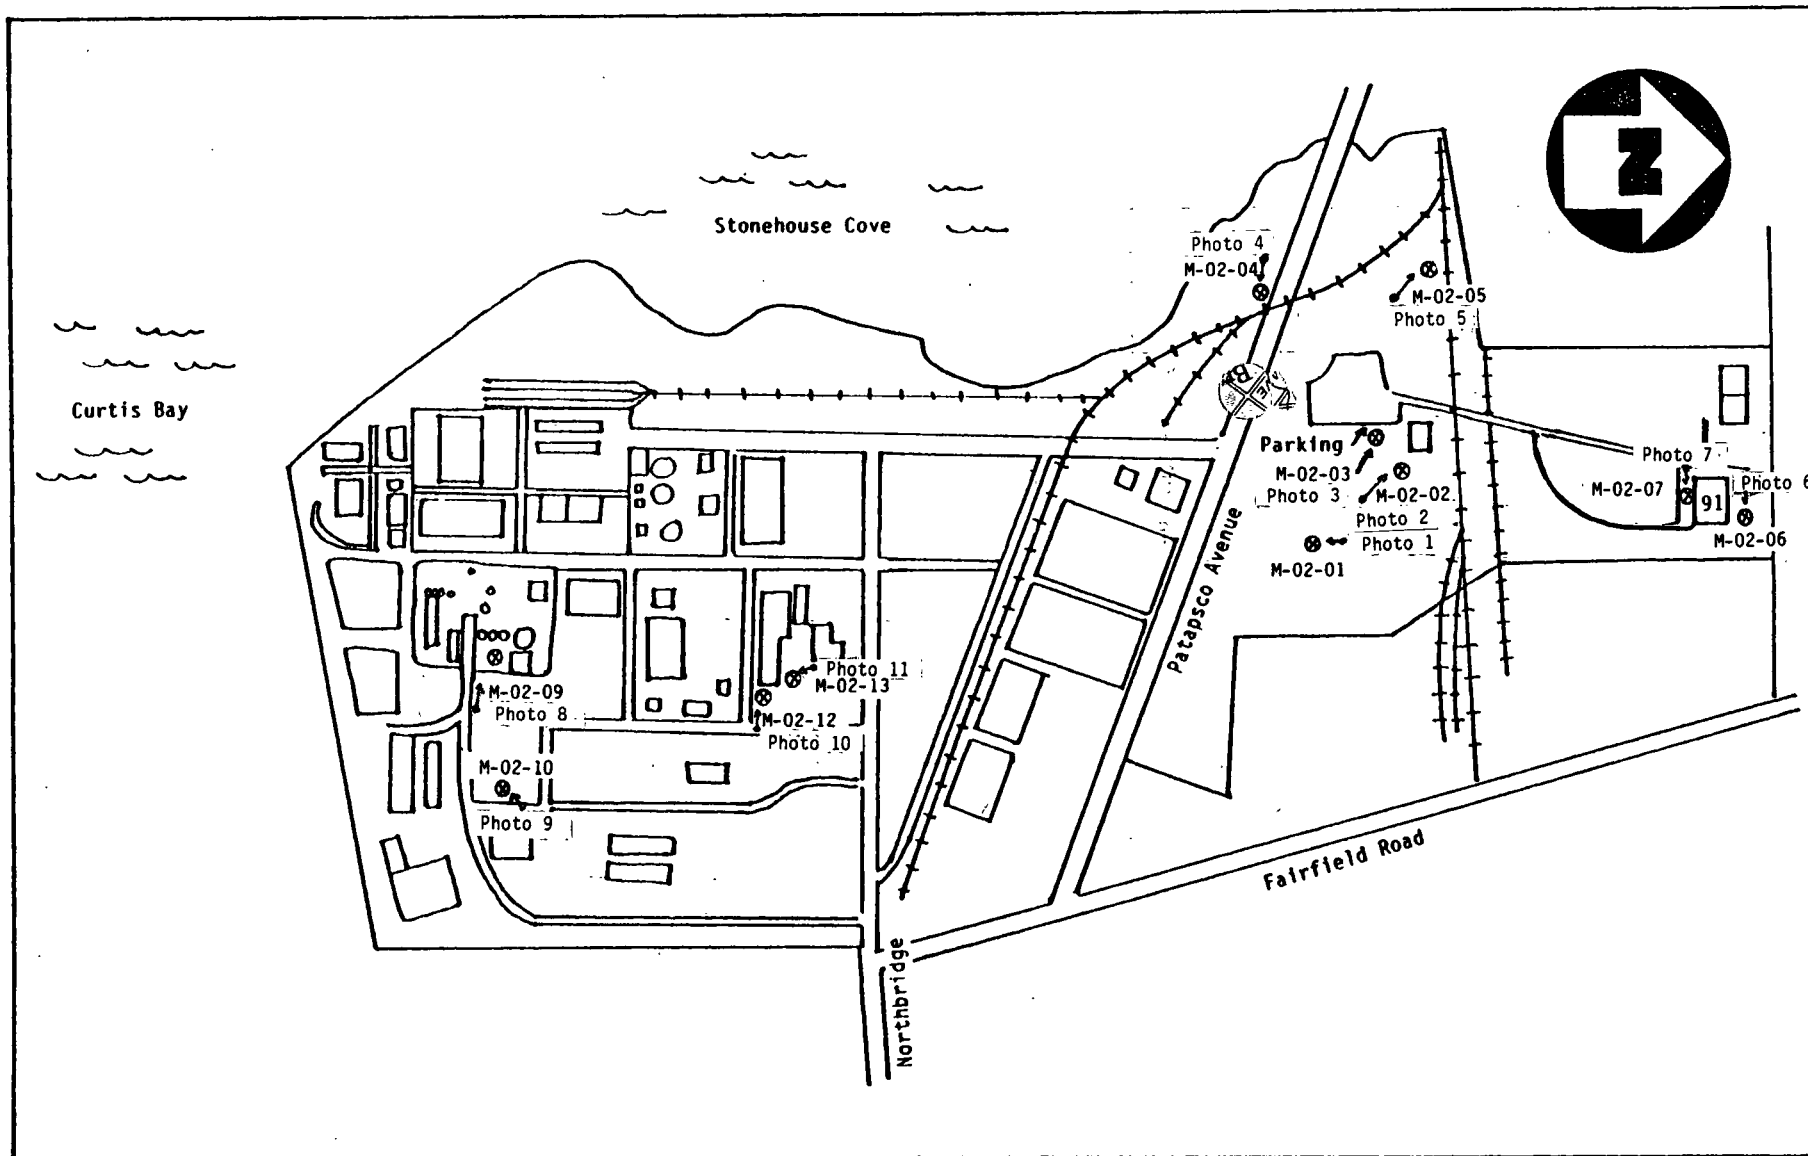 N
Stonehouse Cove
Photo 4
M-02-04
M-02-05
Photo 5
Curtis Bay
Parking
M-02-03
Photo 3
M-02-02
Photo 2
Photo 1
M-02-01
Photo 7
Photo 6
M-02-07
91
M-02-06
Patapsco Avenue
Photo 11
M-02-13
M-02-09
Photo 8
M-02-12
Photo 10
M-02-10
Photo 9
Fairfield Road
Northbridge